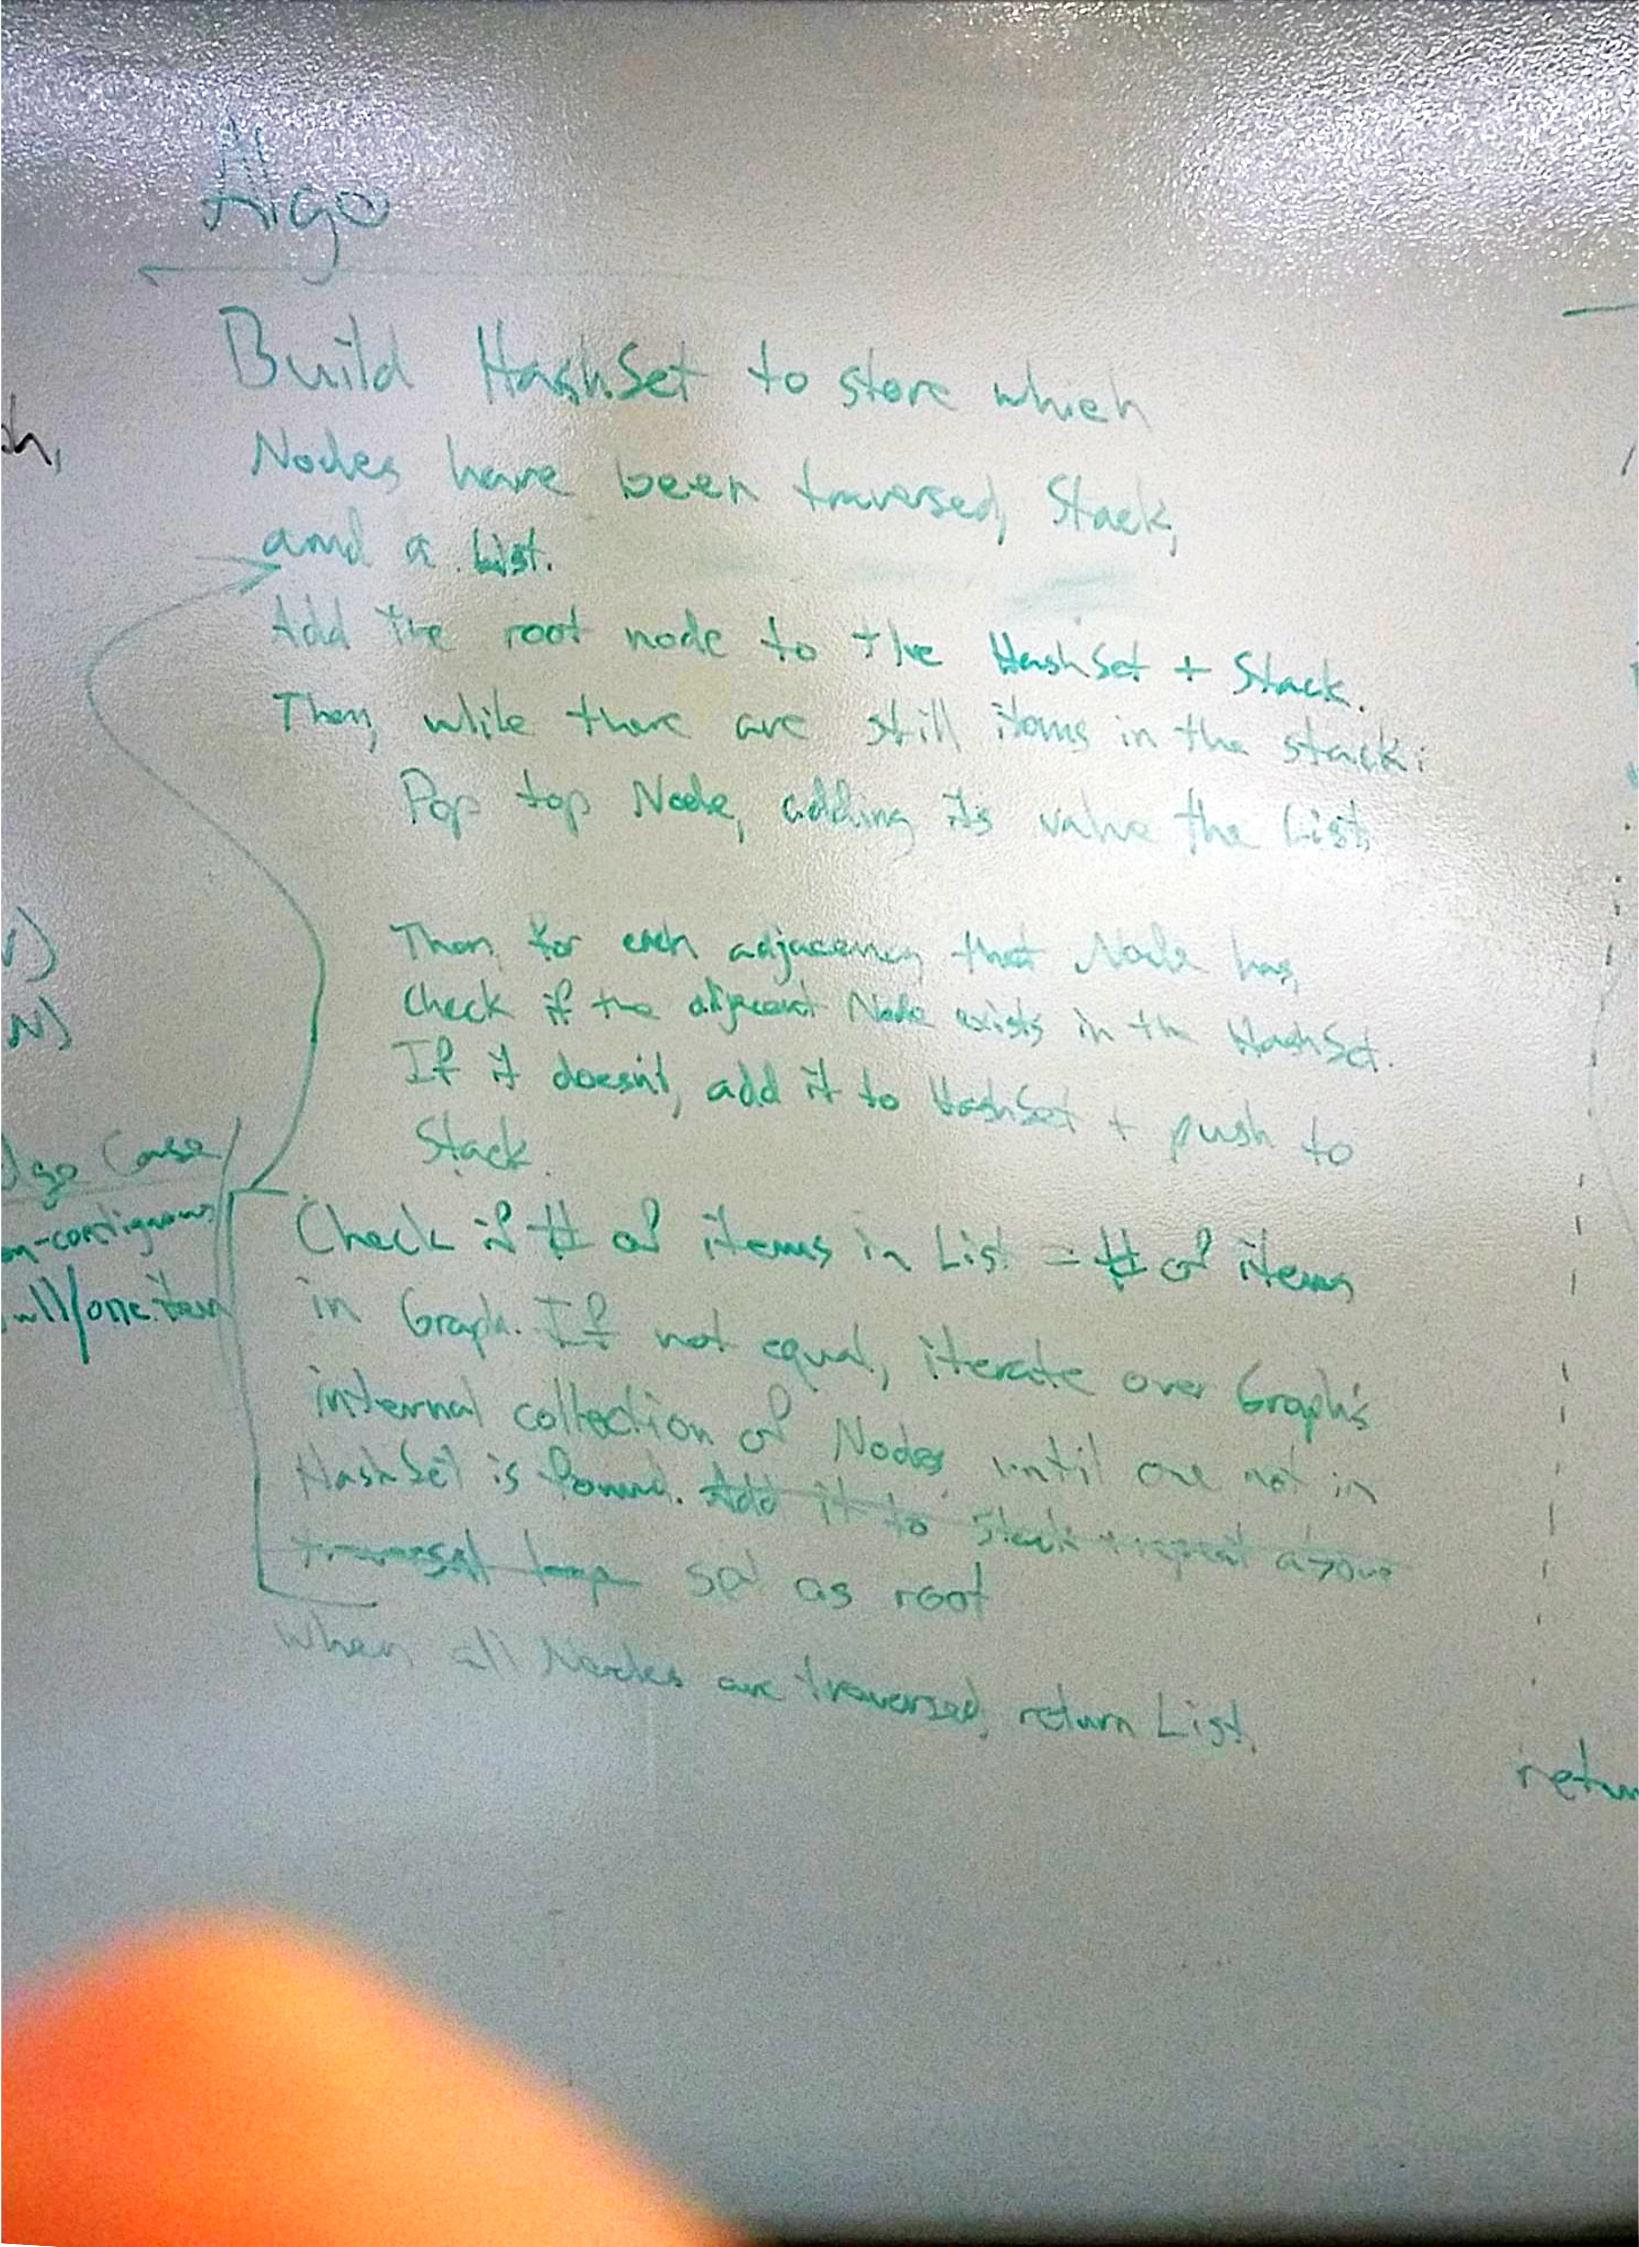 Algo
Build HashSet to store which
Nodes have been traversed, Stack,
and a List.
Add the root node to the HashSet + Stack.
Then, while there are still items in the stack:
Pop top Node, adding its value the List
Then, for each adjacency that Node has,
Check if the adjacent Node exists in the HashSet.
If it doesn't, add it to HashSet + push to
Stack.
Check if # of items in List = # of items
in Graph. If not equal, iterate over Graph's
internal collection of Nodes until one not in
HashSet is found. Add it to Stack + repeat above
traversal loop set as root
When all Nodes are traversed, return List.
h,
N)
Case
on-contiguous
ull/one item
retur